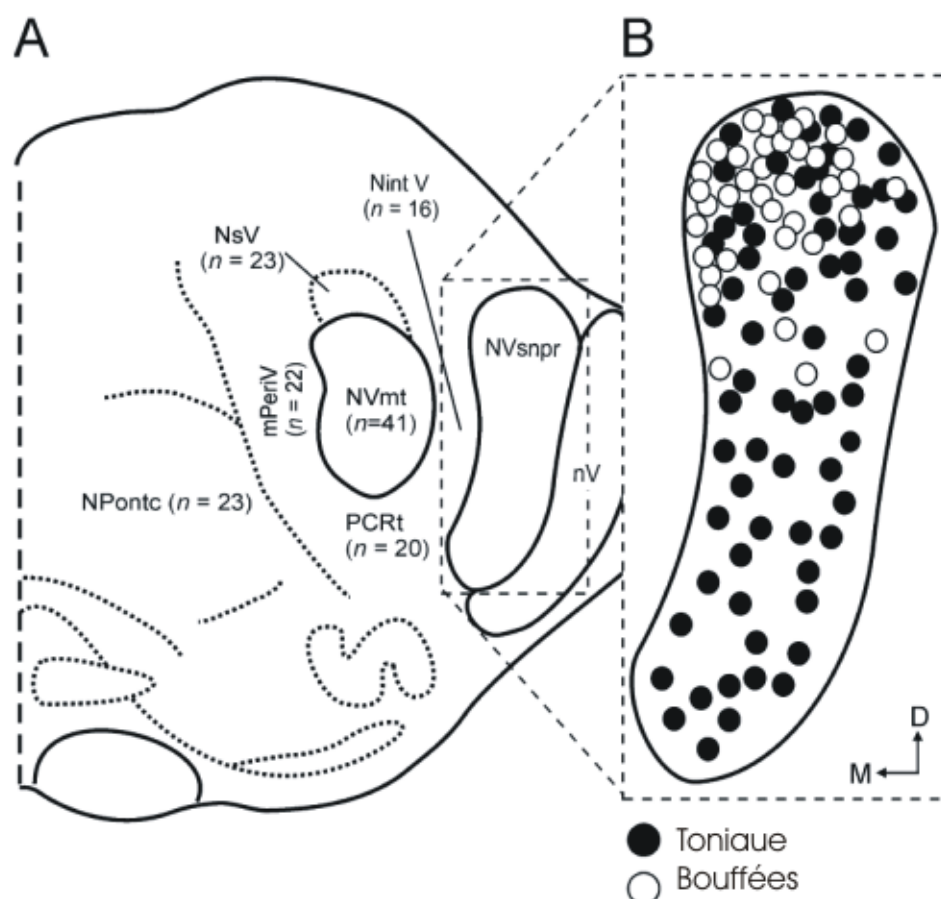 A
B
Nint V
(n = 16)
NsV
(n = 23)
NVsnpr
mPeriV
(n = 22)
NVmt
(n=41)
nV
NPontc (n = 23)
PCRt
(n = 20)
D
M
Toniaue
Bouffées